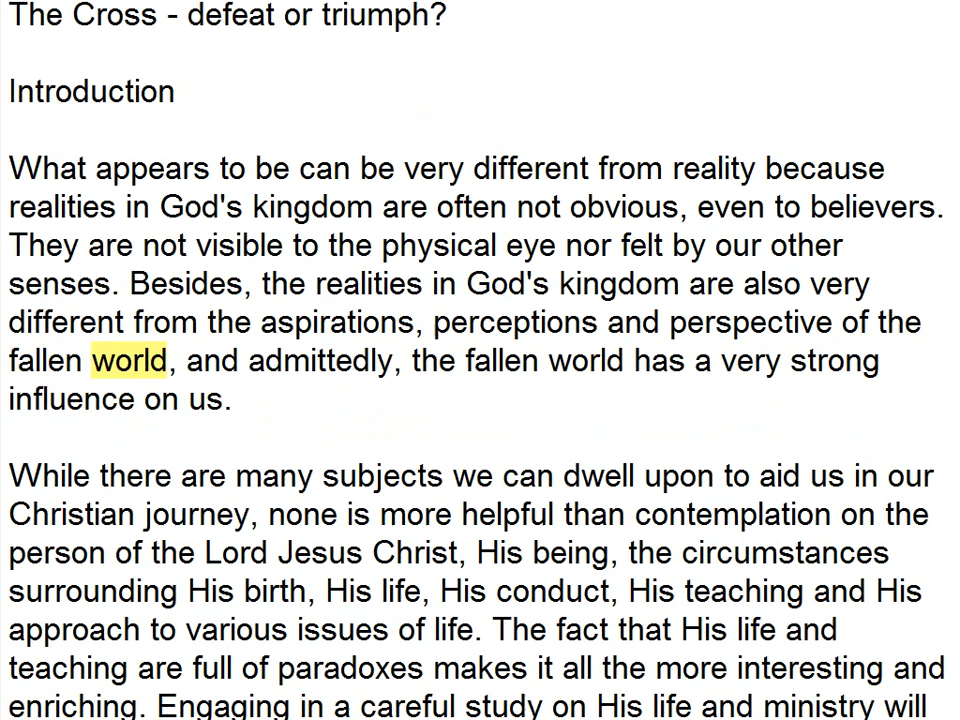 The Cross - defeat or triumph?
Introduction
What appears to be can be very different from reality because
realities in God's kingdom are often not obvious, even to believers.
They are not visible to the physical eye nor felt by our other
senses. Besides, the realities in God's kingdom are also very
different from the aspirations, perceptions and perspective of the
fallen world, and admittedly, the fallen world has a very strong
influence on us.
While there are many subjects we can dwell upon to aid us in our
Christian journey, none is more helpful than contemplation on the
person of the Lord Jesus Christ, His being, the circumstances
surrounding His birth, His life, His conduct, His teaching and His
approach to various issues of life. The fact that His life and
teaching are full of paradoxes makes it all the more interesting and
enriching. Engaging in a careful study on His life and ministry will